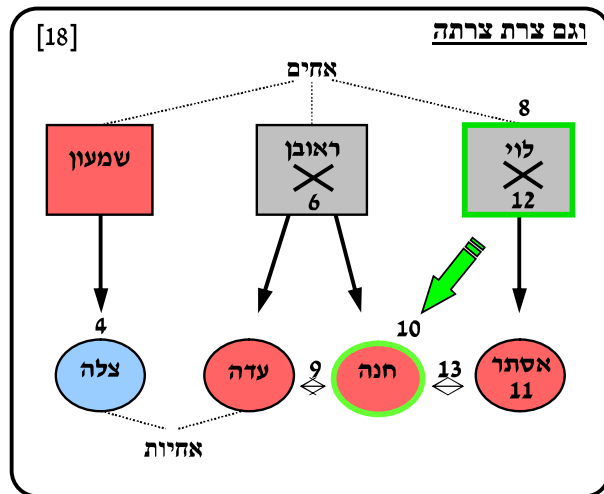 וגם צרת צרתה
[18]
אחים
8
שמעון
ראובן
לוי
6
12
4
10
צלה
עדה
9
חנה
13
אסתר
11
אחיות